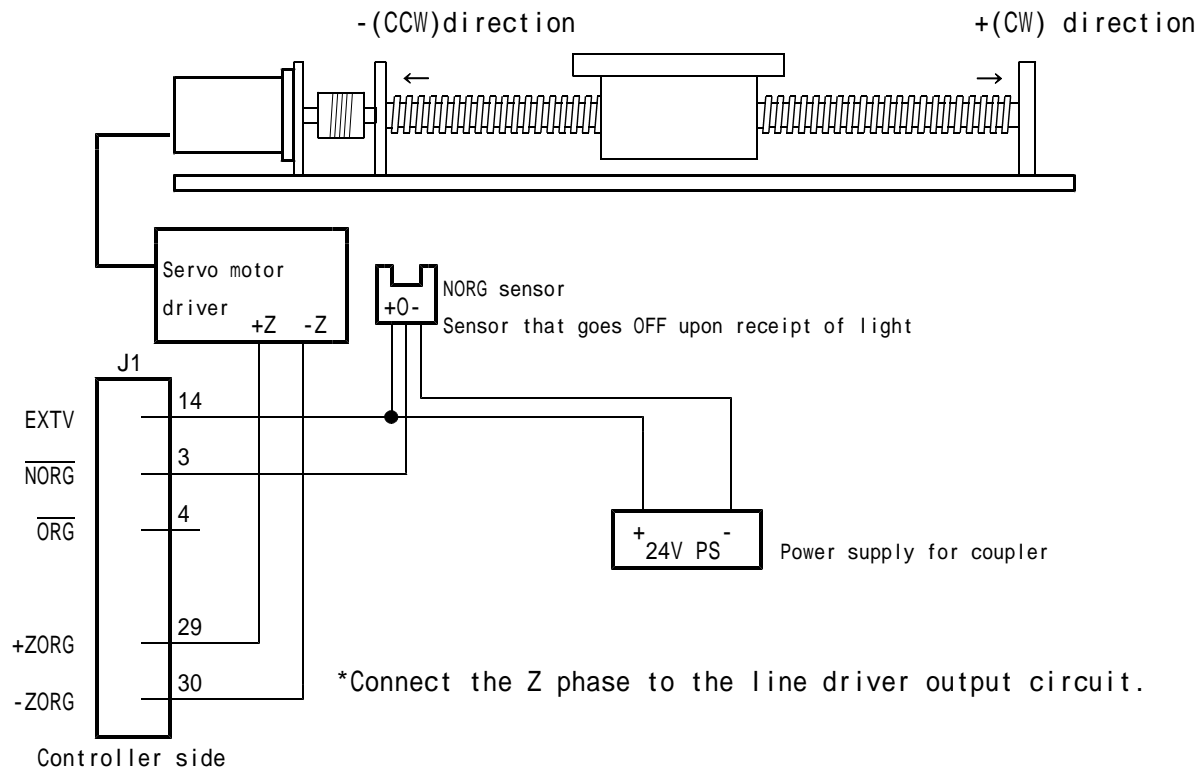 -(CCW)direction
+(CW) direction
← →
Servo motor
driver
+Z -Z
+O-
NORG sensor
Sensor that goes OFF upon receipt of light
J1
EXTV 14
N̅O̅R̅G̅ 3
O̅R̅G̅ 4
+ -
24V PS
Power supply for coupler
+ZORG 29
-ZORG 30
*Connect the Z phase to the line driver output circuit.
Controller side